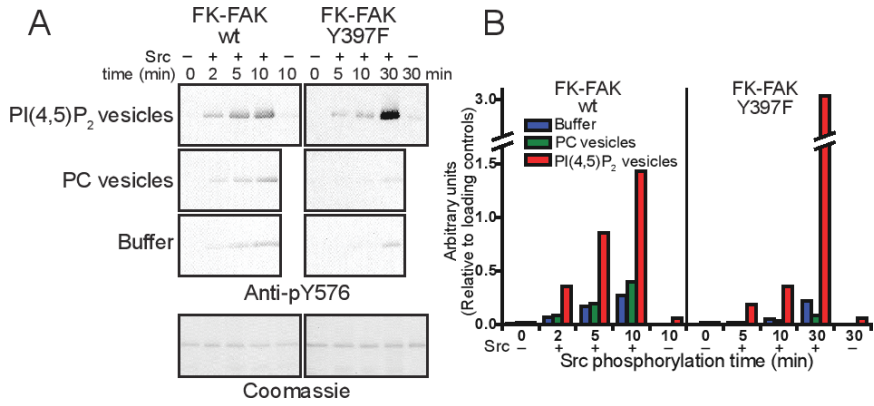 A
FK-FAK wt
FK-FAK Y397F
Src – + + + – – + + + –
time (min) 0 2 5 10 10 0 5 10 30 30 min
PI(4,5)P2 vesicles
PC vesicles
Buffer
Anti-pY576
Coomassie
B
FK-FAK wt
FK-FAK Y397F
Buffer
PC vesicles
PI(4,5)P2 vesicles
Arbitrary units
(Relative to loading controls)
3.0
1.5
1.0
0.5
0.0
0 2 5 10 10 0 5 10 30 30
Src – + + + – – + + + –
Src phosphorylation time (min)